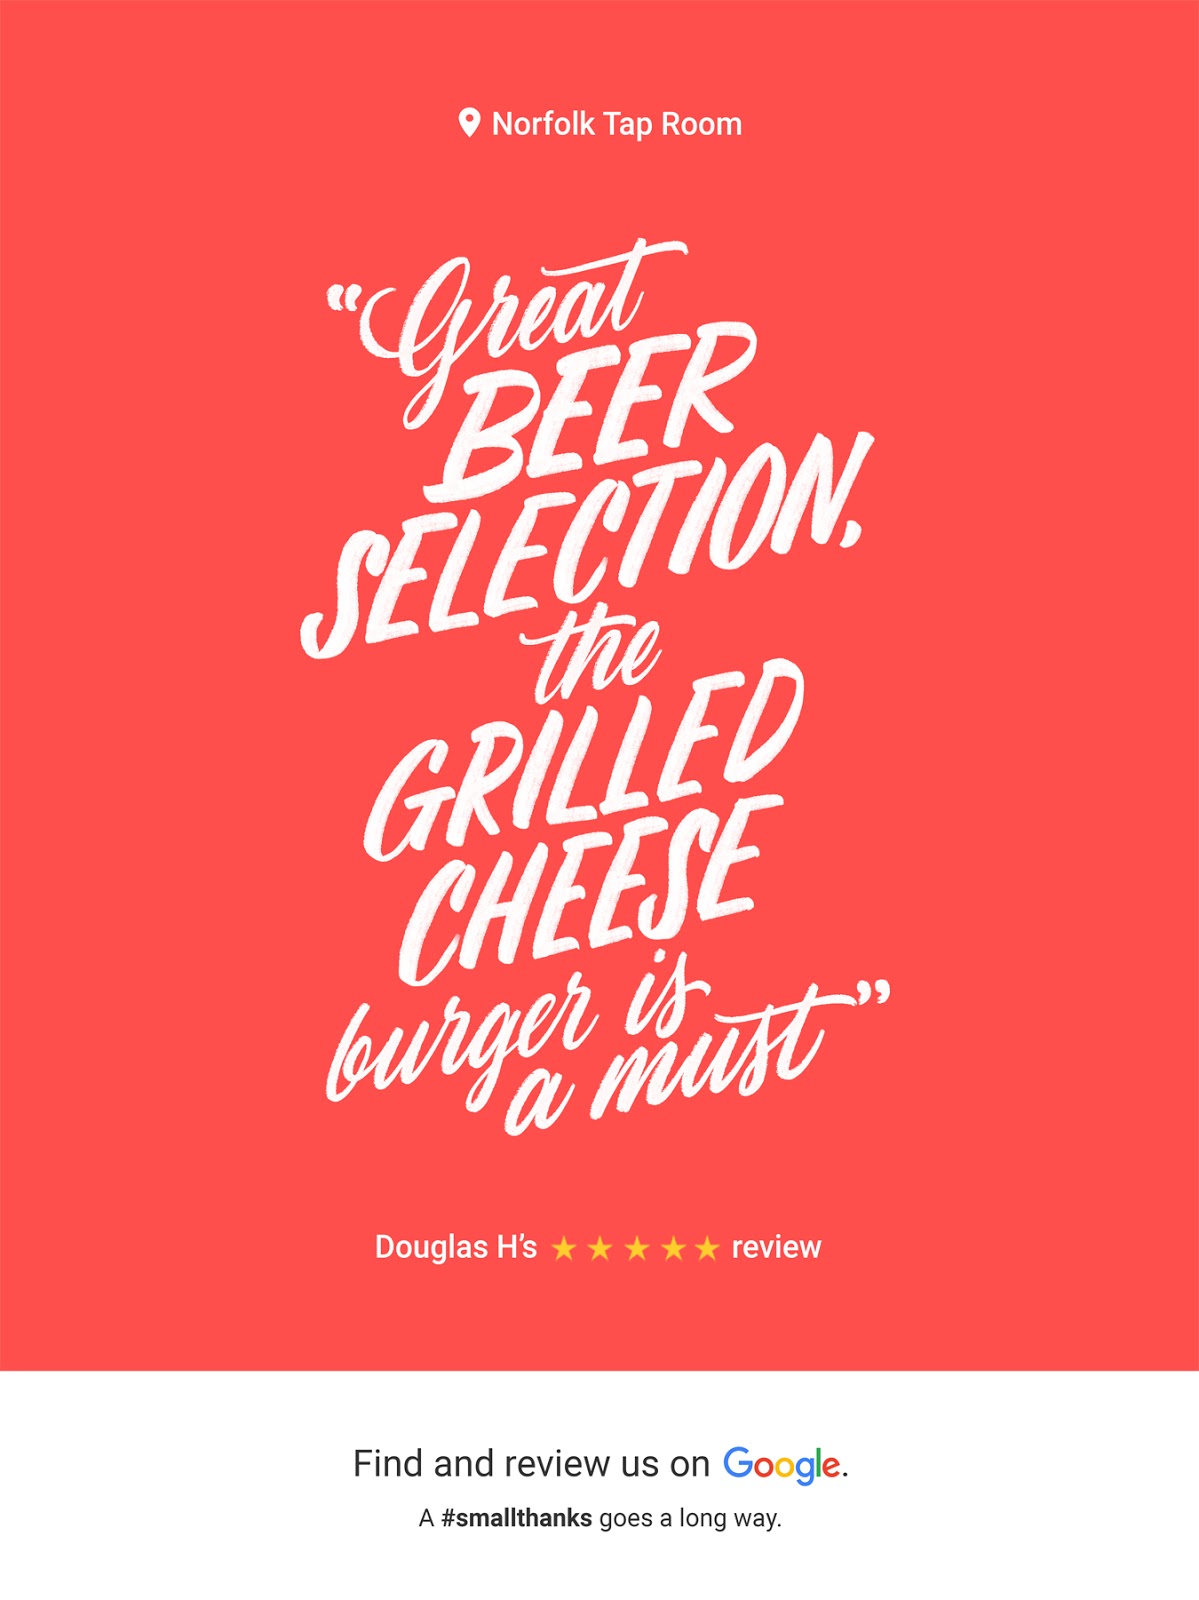 Norfolk Tap Room
“Great
BEER
SELECTION,
the
GRILLED
CHEESE
burger is
a must”
Douglas H’s ★★★★★ review
Find and review us on Google.
A #smallthanks goes a long way.